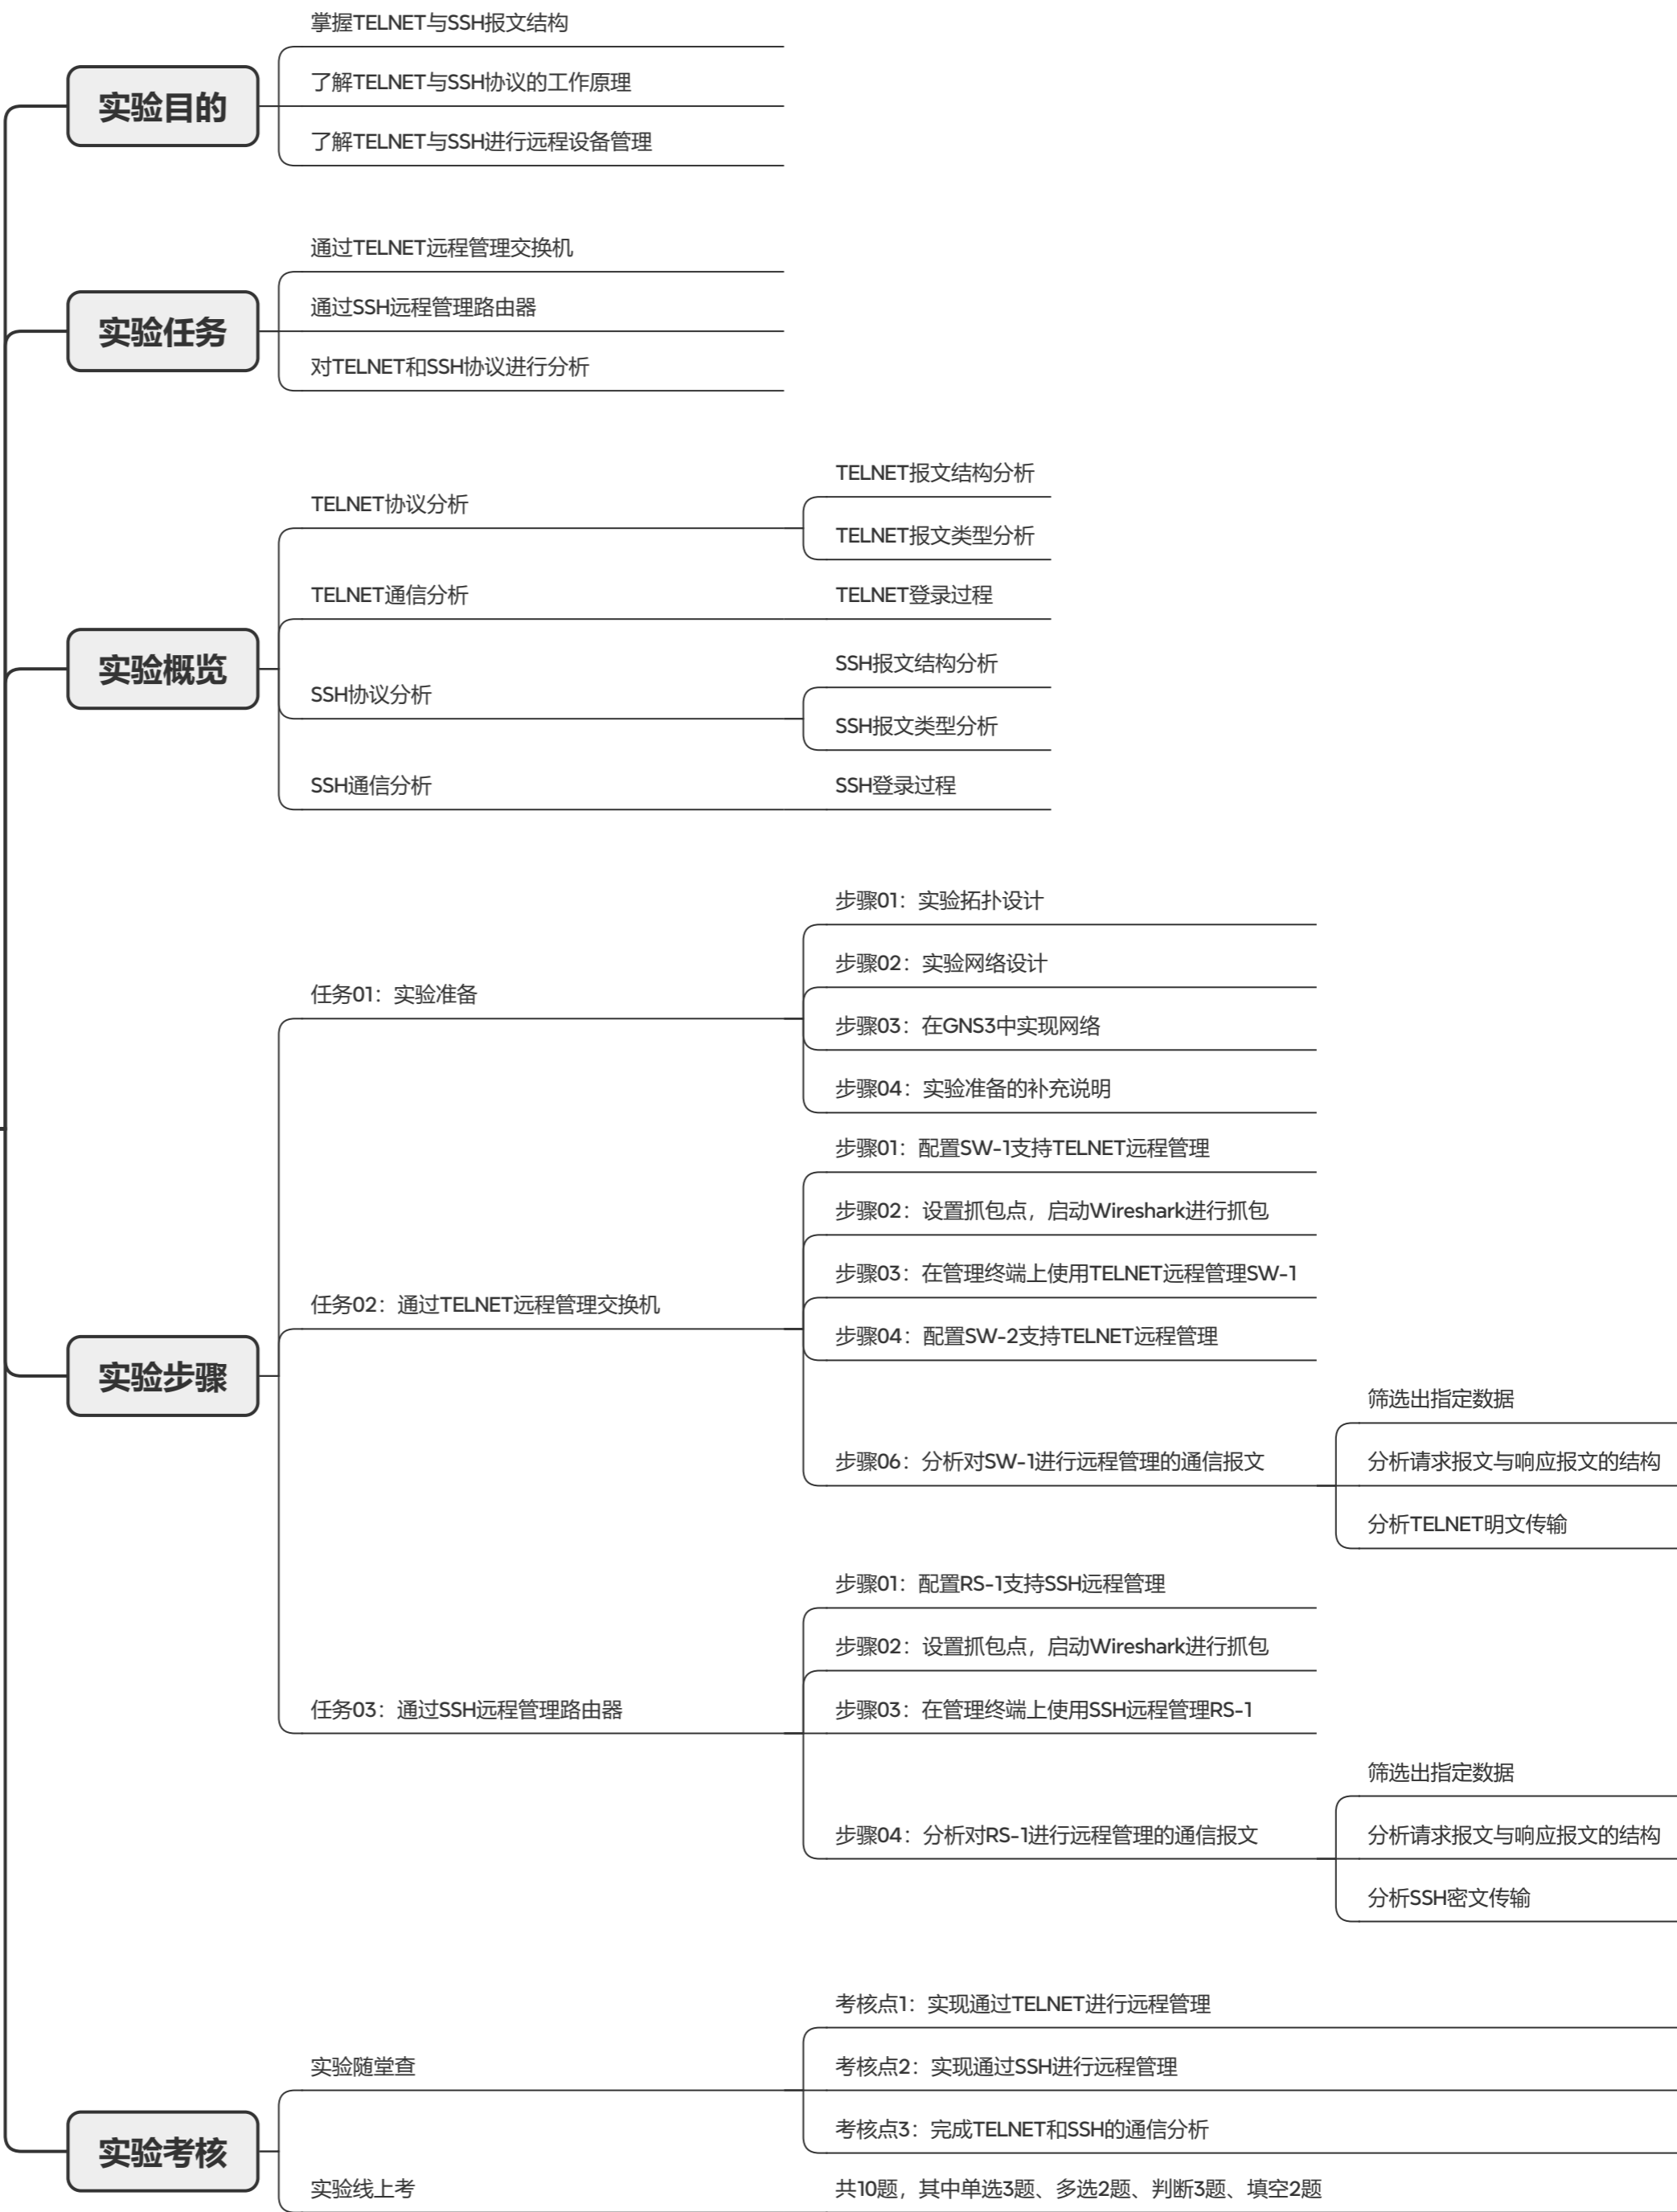 实验目的
掌握TELNET与SSH报文结构
了解TELNET与SSH协议的工作原理
了解TELNET与SSH进行远程设备管理
实验任务
通过TELNET远程管理交换机
通过SSH远程管理路由器
对TELNET和SSH协议进行分析
实验概览
TELNET协议分析
TELNET报文结构分析
TELNET报文类型分析
TELNET通信分析
TELNET登录过程
SSH协议分析
SSH报文结构分析
SSH报文类型分析
SSH通信分析
SSH登录过程
实验步骤
任务01：实验准备
步骤01：实验拓扑设计
步骤02：实验网络设计
步骤03：在GNS3中实现网络
步骤04：实验准备的补充说明
任务02：通过TELNET远程管理交换机
步骤01：配置SW-1支持TELNET远程管理
步骤02：设置抓包点，启动Wireshark进行抓包
步骤03：在管理终端上使用TELNET远程管理SW-1
步骤04：配置SW-2支持TELNET远程管理
步骤06：分析对SW-1进行远程管理的通信报文
筛选出指定数据
分析请求报文与响应报文的结构
分析TELNET明文传输
任务03：通过SSH远程管理路由器
步骤01：配置RS-1支持SSH远程管理
步骤02：设置抓包点，启动Wireshark进行抓包
步骤03：在管理终端上使用SSH远程管理RS-1
步骤04：分析对RS-1进行远程管理的通信报文
筛选出指定数据
分析请求报文与响应报文的结构
分析SSH密文传输
实验考核
实验随堂查
考核点1：实现通过TELNET进行远程管理
考核点2：实现通过SSH进行远程管理
考核点3：完成TELNET和SSH的通信分析
实验线上考
共10题，其中单选3题、多选2题、判断3题、填空2题